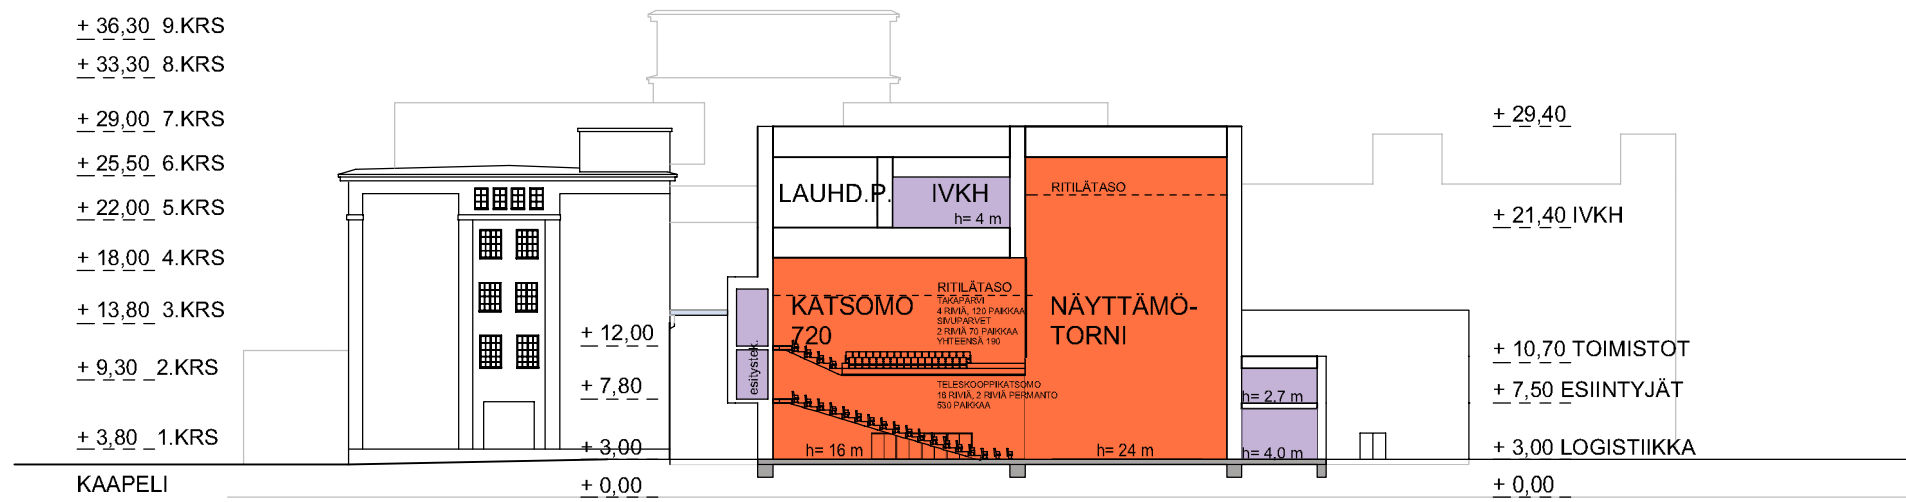 + 36,30 9.KRS
+ 33,30 8.KRS
+ 29,00 7.KRS
+ 25,50 6.KRS
+ 22,00 5.KRS
+ 18,00 4.KRS
+ 13,80 3.KRS
+ 9,30 2.KRS
+ 3,80 1.KRS
KAAPELI
+ 12,00
+ 7,80
+ 3,00
+ 0,00
LAUHD.P.
IVKH
h= 4 m
RITILÄTASO
esitystek.
KATSOMO
720
RITILÄTASO
TAKAPARVI
4 RIVIÄ, 120 PAIKKAA
SIVUPARVET
2 RIVIÄ 70 PAIKKAA
YHTEENSÄ 190
NÄYTTÄMÖ-
TORNI
TELESKOOPPIKATSOMO
16 RIVIÄ, 2 RIVIÄ PERMANTO
530 PAIKKAA
h= 16 m
h= 24 m
h= 2,7 m
h= 4,0 m
+ 29,40
+ 21,40 IVKH
+ 10,70 TOIMISTOT
+ 7,50 ESIINTYJÄT
+ 3,00 LOGISTIIKKA
+ 0,00